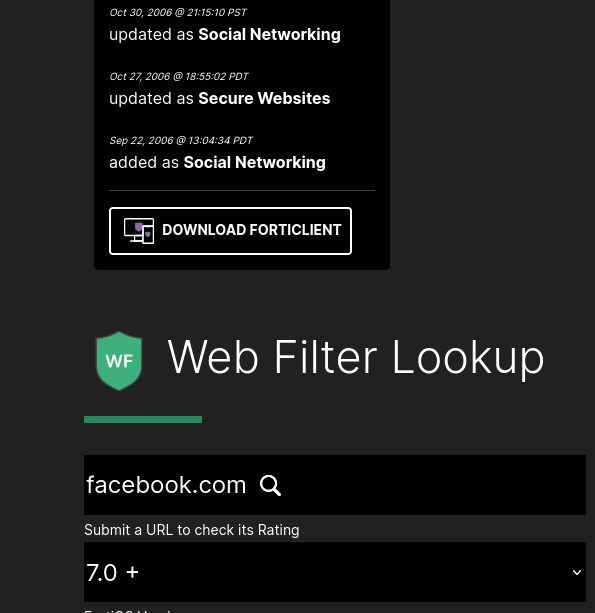 Oct 30, 2006 @ 21:15:10 PST
updated as Social Networking
Oct 27, 2006 @ 18:55:02 PDT
updated as Secure Websites
Sep 22, 2006 @ 13:04:34 PDT
added as Social Networking
DOWNLOAD FORTICLIENT
WF
Web Filter Lookup
facebook.com
Submit a URL to check its Rating
7.0 +